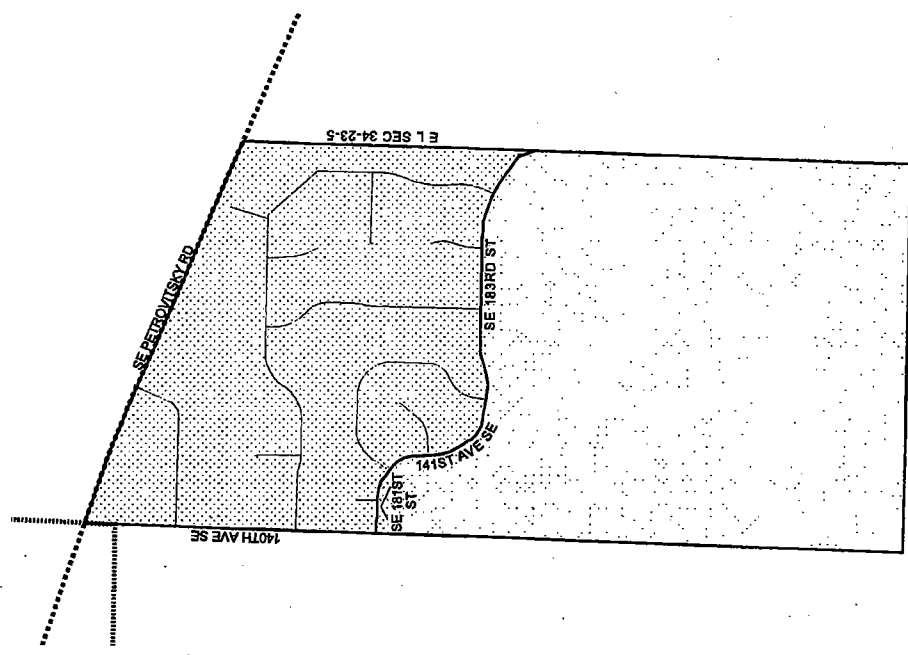 E L SEC 34-23-5
SE PETROVITSKY RD
SE 183RD ST
141ST AVE SE
SE 181ST
ST
140TH AVE SE